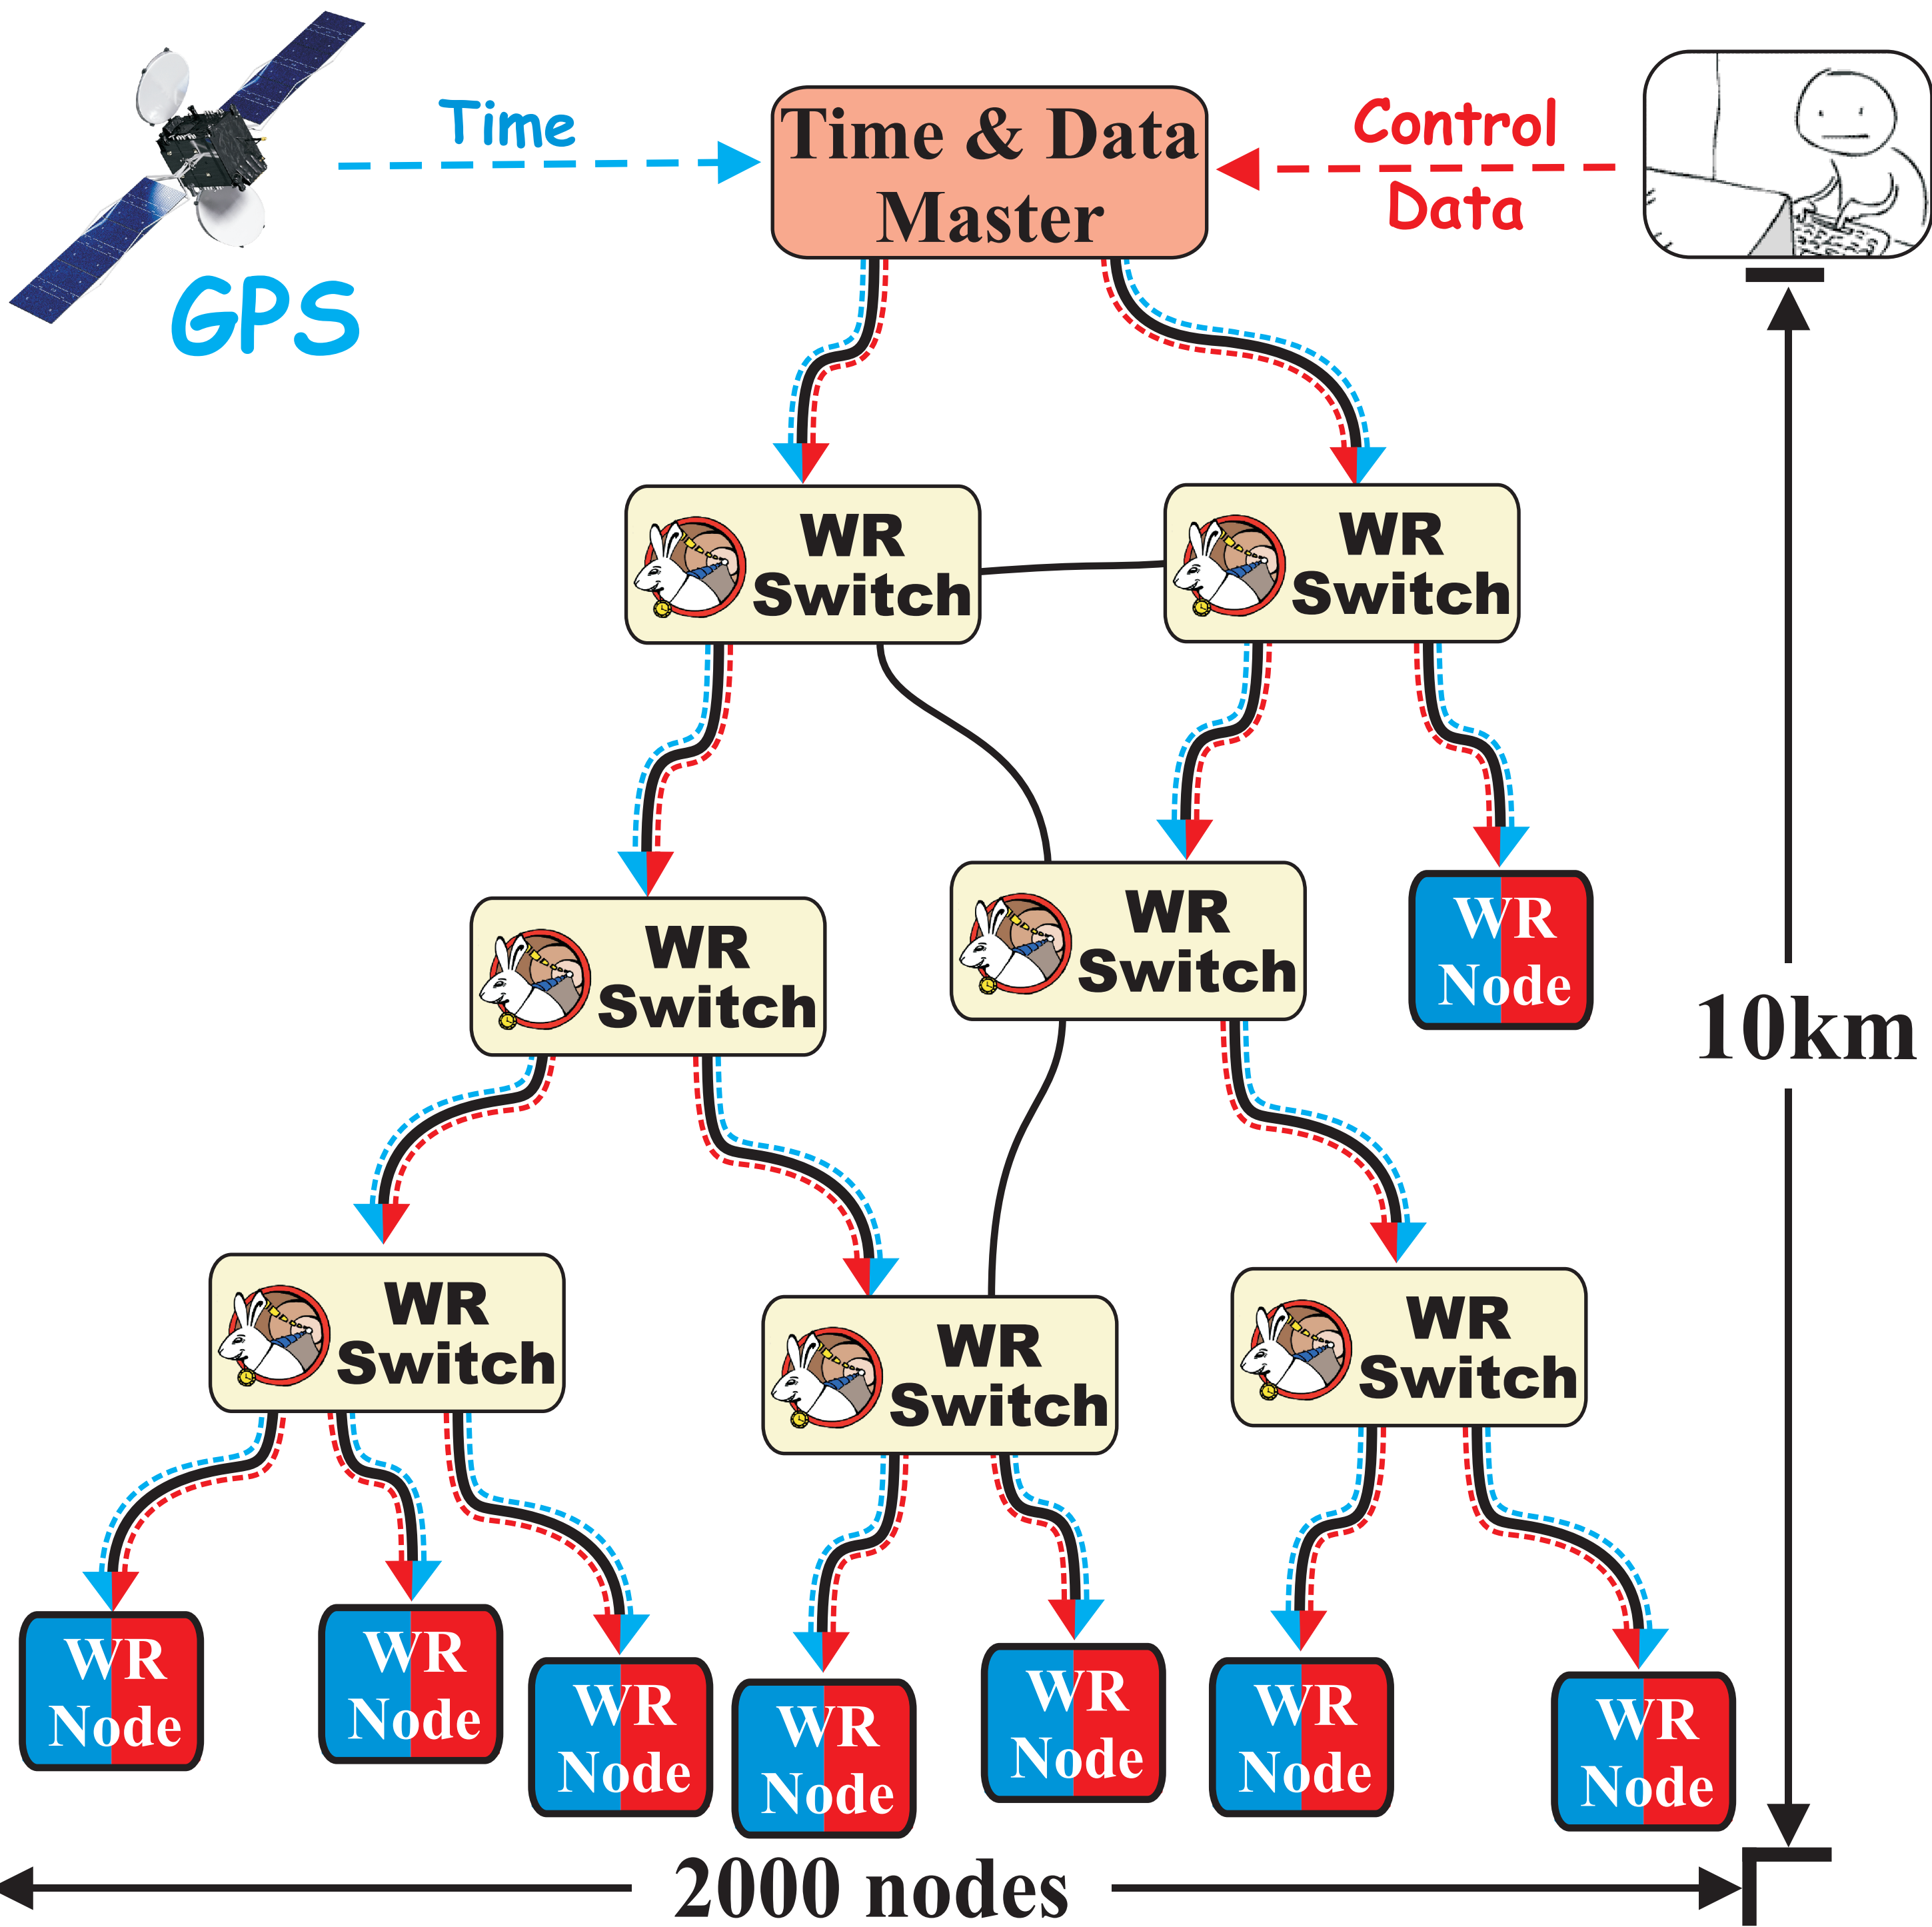 Time
Time & Data
Master
Control
Data
GPS
WR
Switch
WR
Switch
WR
Switch
WR
Switch
WR
Node
10km
WR
Switch
WR
Switch
WR
Switch
WR
Node
WR
Node
WR
Node
WR
Node
WR
Node
WR
Node
WR
Node
2000 nodes